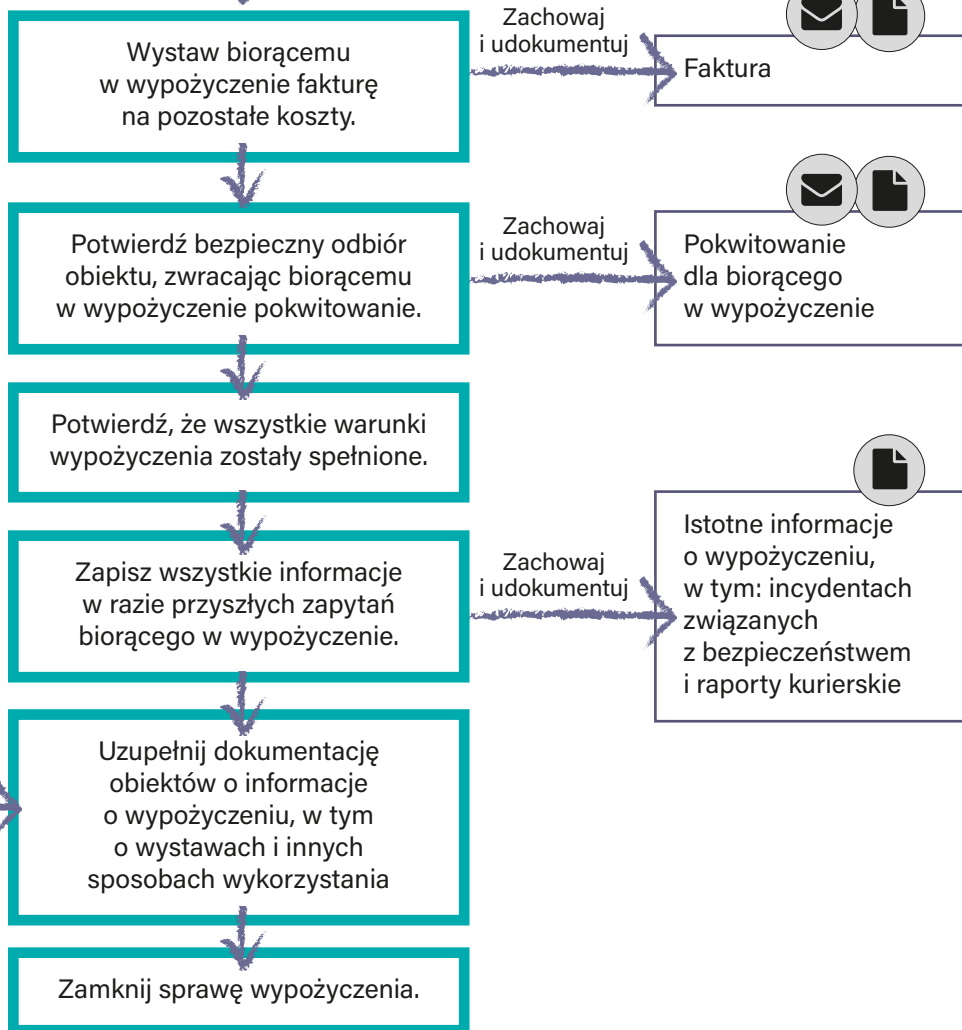 Wystaw biorącemu
w wypożyczenie fakturę
na pozostałe koszty.
Zachowaj
i udokumentuj
Faktura
Potwierdź bezpieczny odbiór
obiektu, zwracając biorącemu
w wypożyczenie pokwitowanie.
Zachowaj
i udokumentuj
Pokwitowanie
dla biorącego
w wypożyczenie
Potwierdź, że wszystkie warunki
wypożyczenia zostały spełnione.
Zapisz wszystkie informacje
w razie przyszłych zapytań
biorącego w wypożyczenie.
Zachowaj
i udokumentuj
Istotne informacje
o wypożyczeniu,
w tym: incydentach
związanych
z bezpieczeństwem
i raporty kurierskie
Uzupełnij dokumentację
obiektów o informacje
o wypożyczeniu, w tym
o wystawach i innych
sposobach wykorzystania
Zamknij sprawę wypożyczenia.